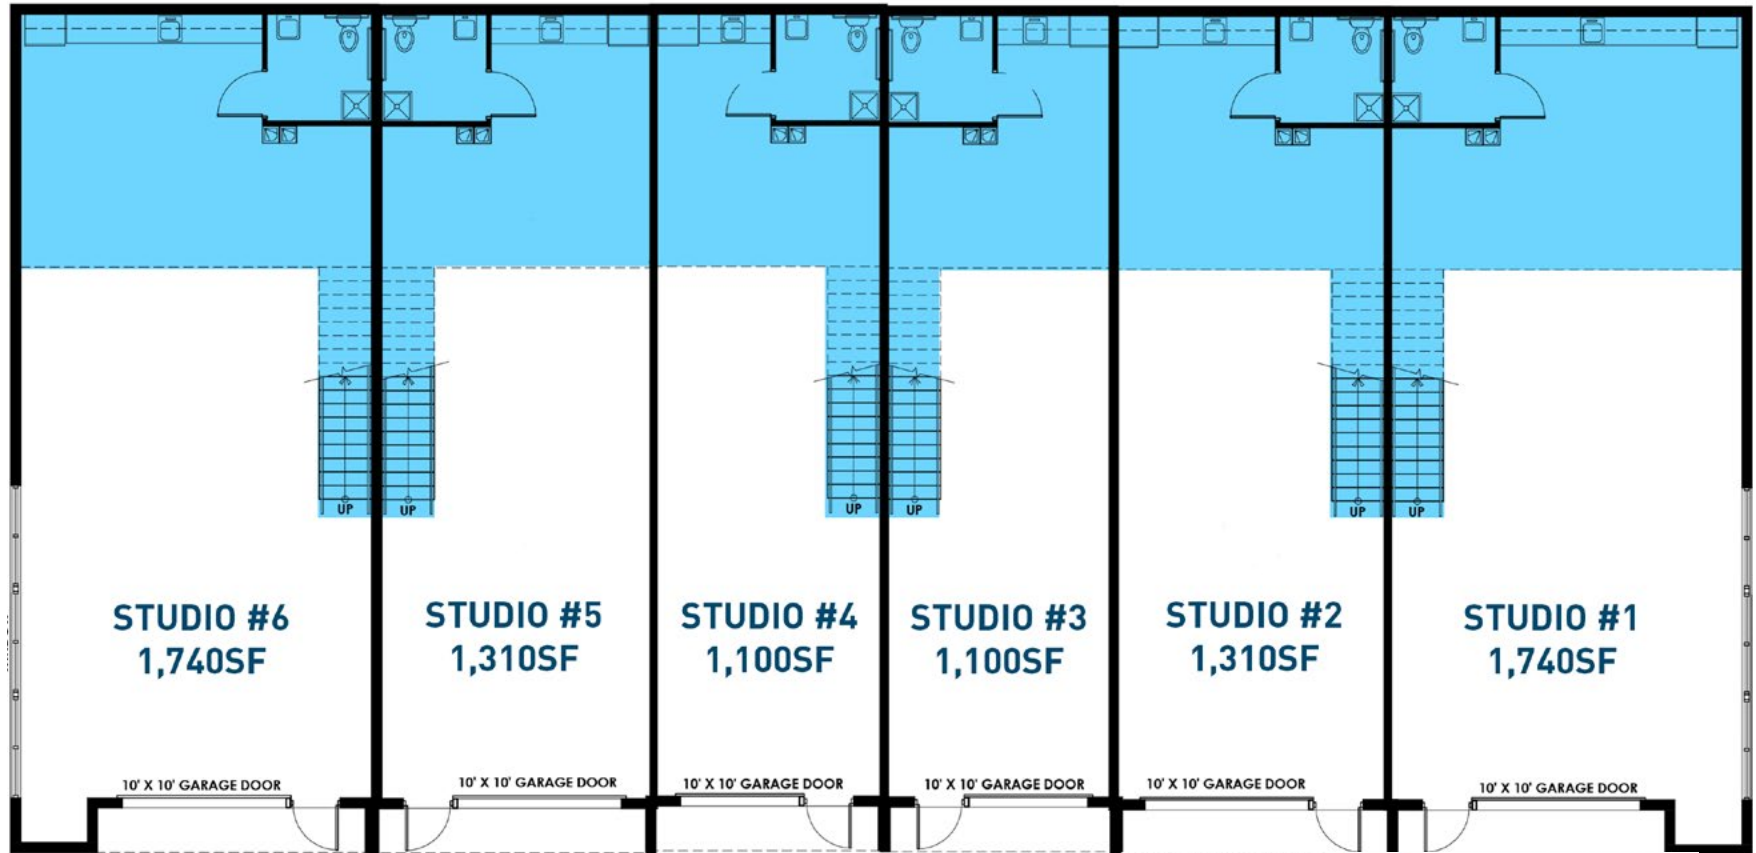 UP
UP
UP
UP
UP
UP
STUDIO #6
1,740SF
STUDIO #5
1,310SF
STUDIO #4
1,100SF
STUDIO #3
1,100SF
STUDIO #2
1,310SF
STUDIO #1
1,740SF
10' X 10' GARAGE DOOR
10' X 10' GARAGE DOOR
10' X 10' GARAGE DOOR
10' X 10' GARAGE DOOR
10' X 10' GARAGE DOOR
10' X 10' GARAGE DOOR